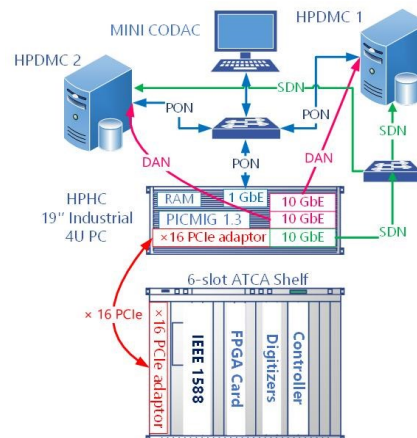 MINI CODAC
HPDMC 1
HPDMC 2
SDN
PON
PON
DAN
DAN
PON
SDN
HPHC
19" Industrial
4U PC
RAM
1 GbE
10 GbE
PICMIG 1.3
10 GbE
×16 PCIe adaptor
10 GbE
SDN
6-slot ATCA Shelf
× 16 PCIe
×16 PCIe adaptor
IEEE 1588
FPGA Card
Digitizers
Controller